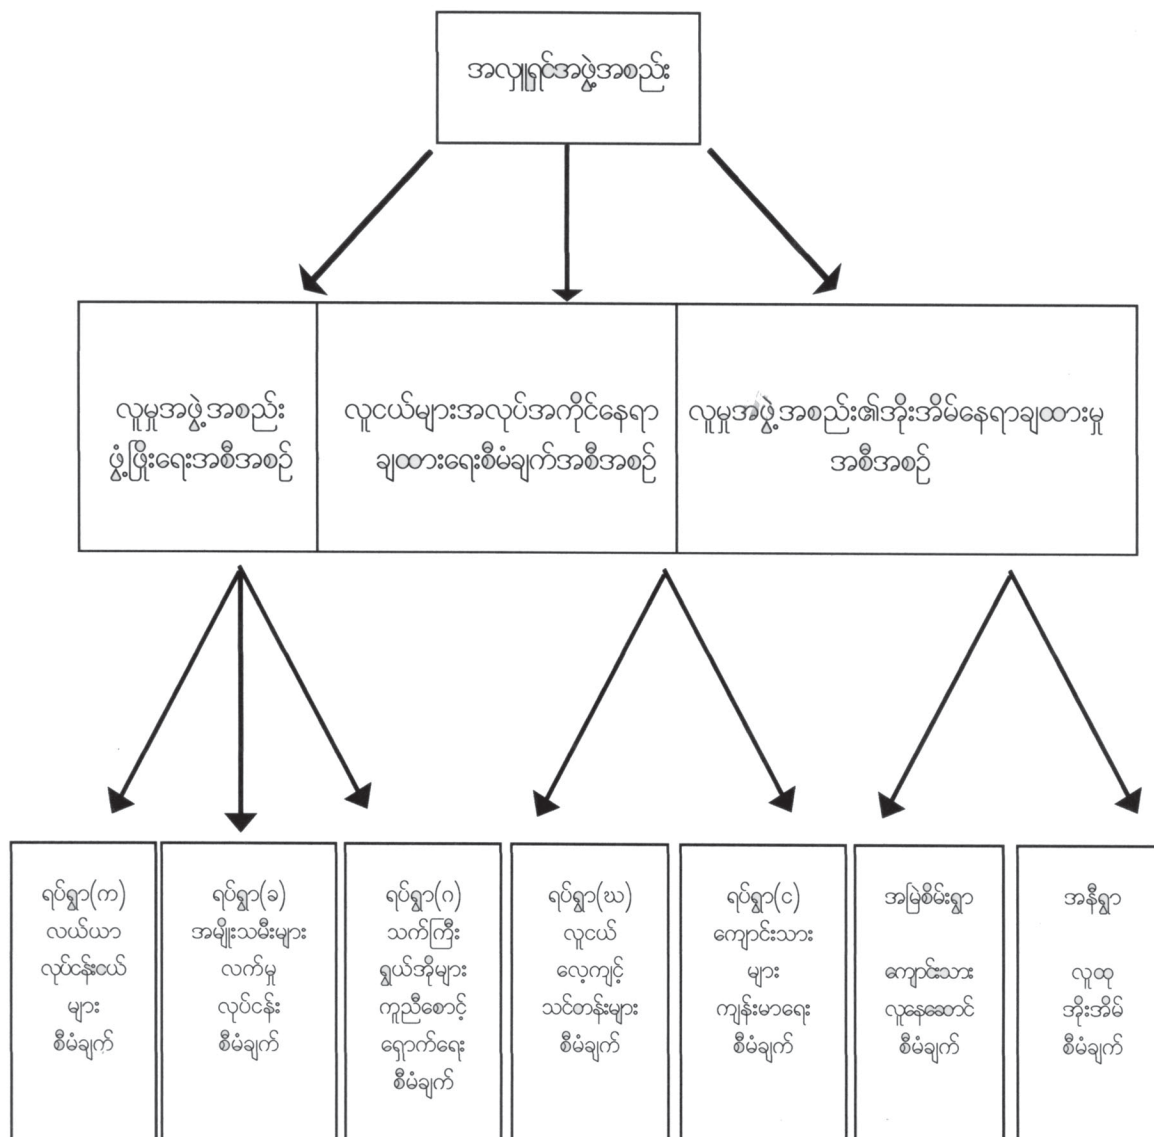 အလှူရှင်အဖွဲ့အစည်း
လူမှုအဖွဲ့အစည်း
ဖွံ့ဖြိုးရေးအစီအစဉ်
လူငယ်များအလုပ်အကိုင်နေရာ
ချထားရေးစီမံချက်အစီအစဉ်
လူမှုအဖွဲ့အစည်း၏အိုးအိမ်နေရာချထားမှု
အစီအစဉ်
ရပ်ရွာ(က)
လယ်ယာ
လုပ်ငန်းငယ်
များ
စီမံချက်
ရပ်ရွာ(ခ)
အမျိုးသမီးများ
လက်မှု
လုပ်ငန်း
စီမံချက်
ရပ်ရွာ(ဂ)
သက်ကြီး
ရွယ်အိုများ
ကူညီစောင့်
ရှောက်ရေး
စီမံချက်
ရပ်ရွာ(ဃ)
လူငယ်
လေ့ကျင့်
သင်တန်းများ
စီမံချက်
ရပ်ရွာ(င)
ကျောင်းသား
များ
ကျန်းမာရေး
စီမံချက်
အမြဲစိမ်းရွာ
ကျောင်းသား
လူနေဆောင်
စီမံချက်
အနီရွာ
လူထု
အိုးအိမ်
စီမံချက်